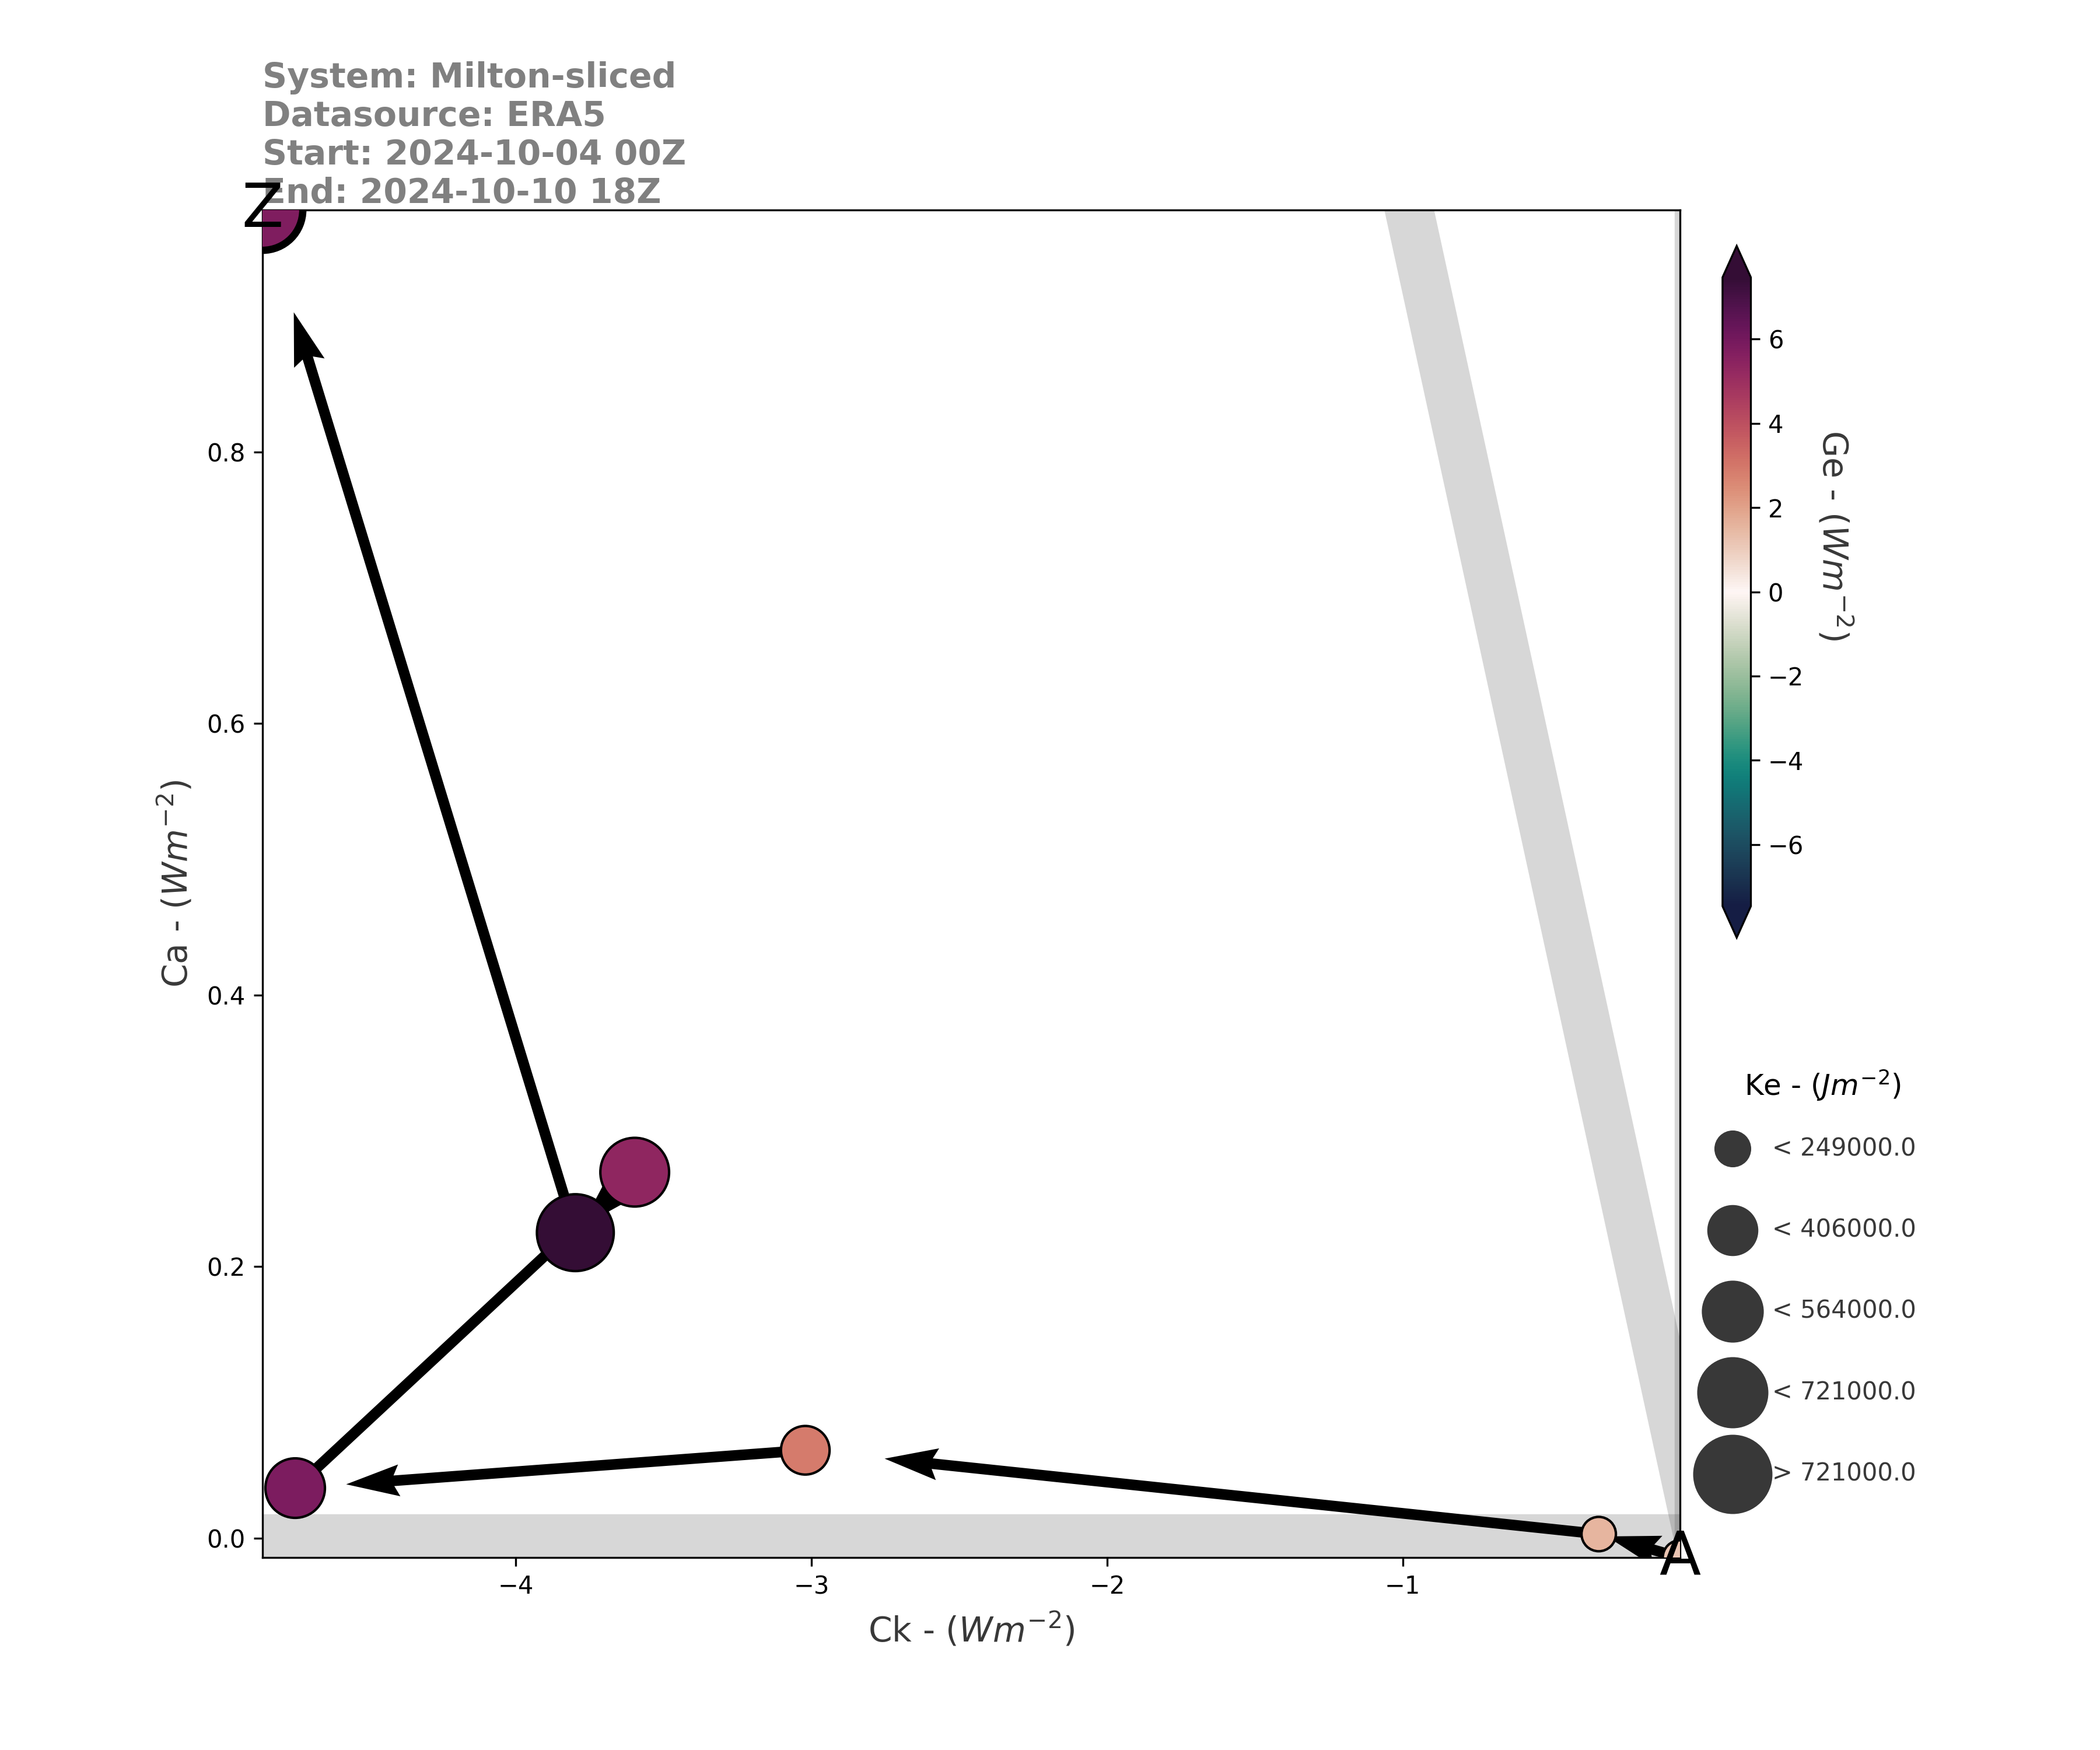 System: Milton-sliced
Datasource: ERA5
Start: 2024-10-04 00Z
End: 2024-10-10 18Z
Z
A
0.8
0.6
0.4
0.2
0.0
Ca - (Wm⁻²)
−4
−3
−2
−1
Ck - (Wm⁻²)
6
4
2
0
−2
−4
−6
Ge - (Wm⁻²)
Ke - (Jm⁻²)
< 249000.0
< 406000.0
< 564000.0
< 721000.0
> 721000.0